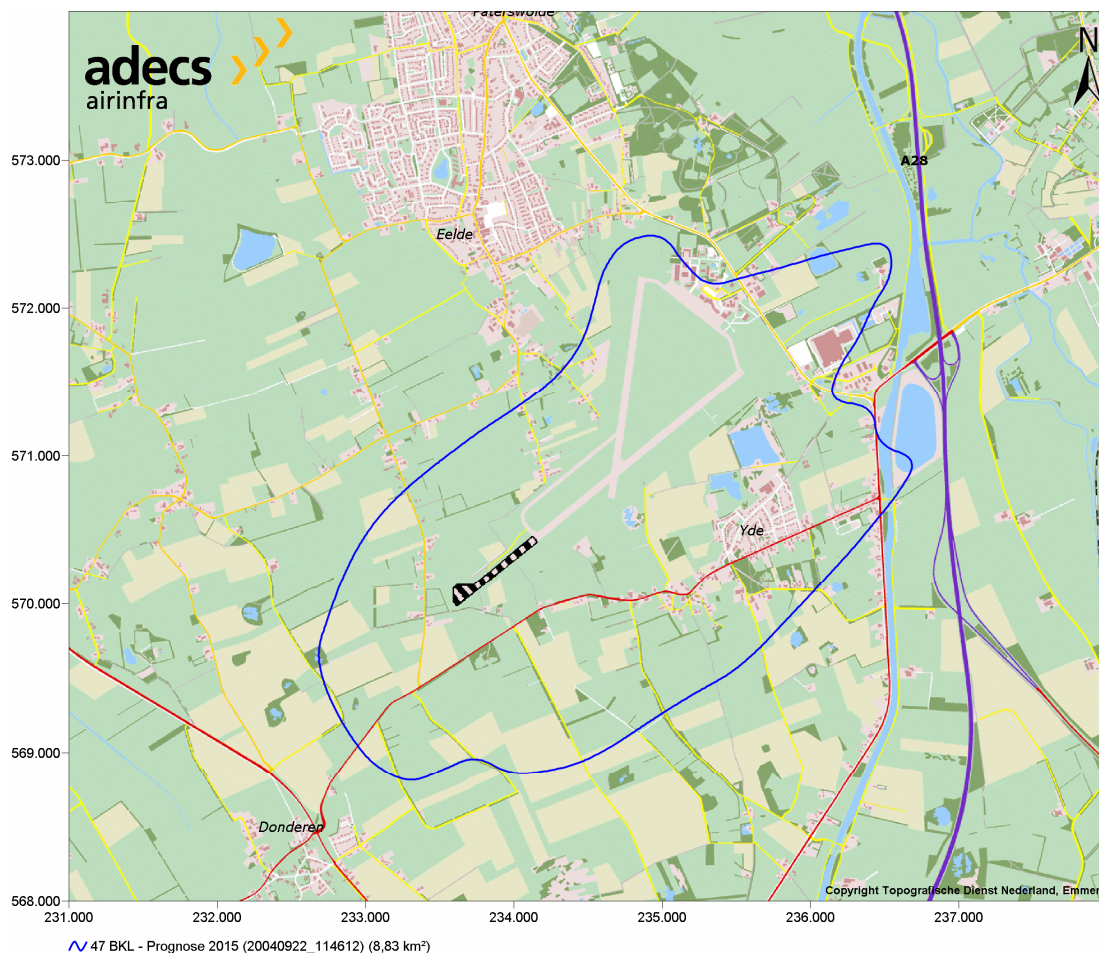 Paterswolde
adecs
airinfra
N
573.000
A28
Eelde
572.000
571.000
Yde
570.000
569.000
Donderen
Copyright Topografische Dienst Nederland, Emmen
568.000
231.000 232.000 233.000 234.000 235.000 236.000 237.000
47 BKL - Prognose 2015 (20040922_114612) (8,83 km²)